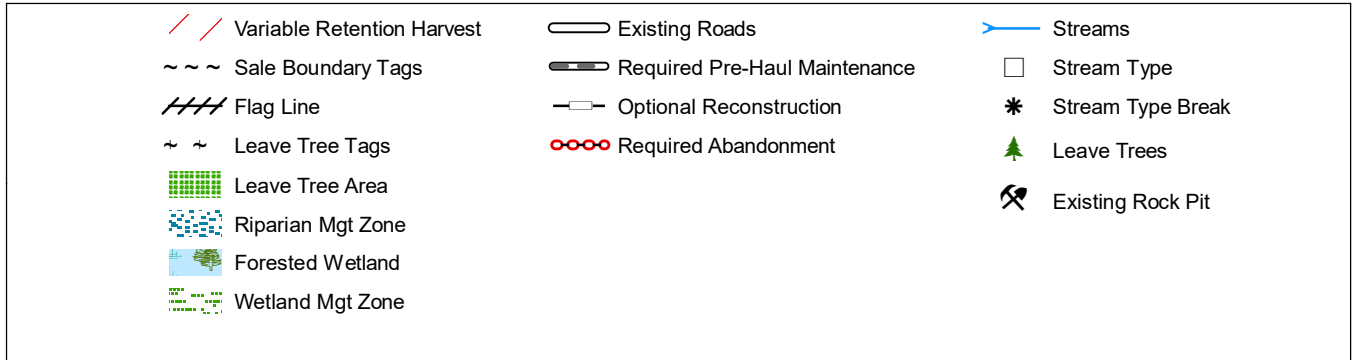 Variable Retention Harvest
Sale Boundary Tags
Flag Line
Leave Tree Tags
Leave Tree Area
Riparian Mgt Zone
Forested Wetland
Wetland Mgt Zone
Existing Roads
Required Pre-Haul Maintenance
Optional Reconstruction
Required Abandonment
Streams
Stream Type
Stream Type Break
Leave Trees
Existing Rock Pit